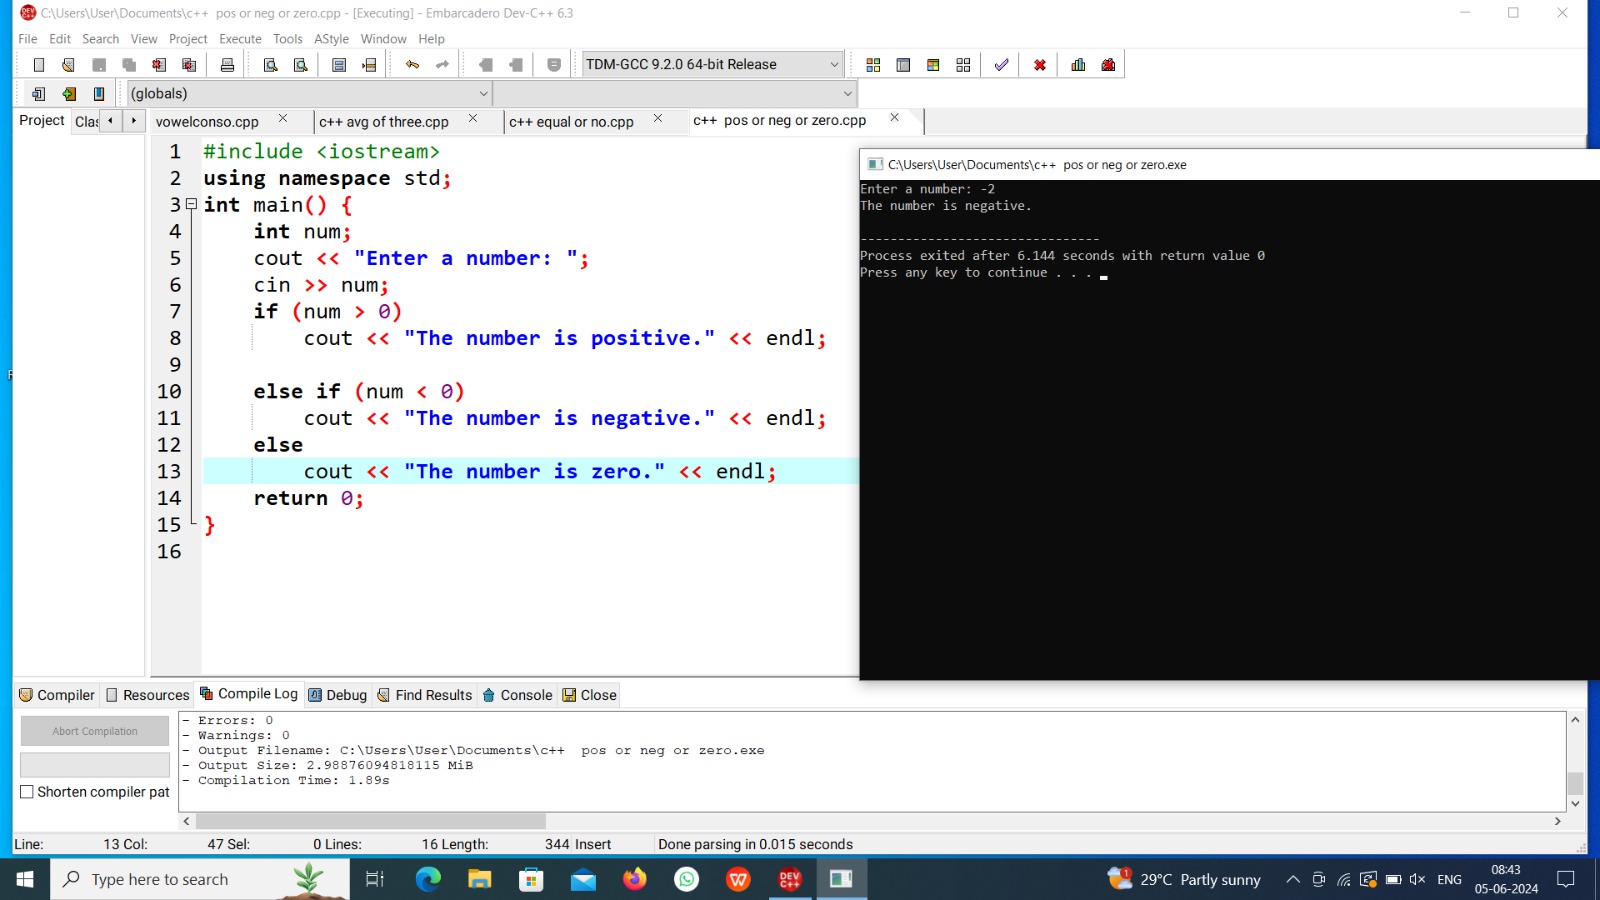 C:\Users\User\Documents\c++  pos or neg or zero.cpp - [Executing] - Embarcadero Dev-C++ 6.3
File Edit Search View Project Execute Tools AStyle Window Help
TDM-GCC 9.2.0 64-bit Release
(globals)
Project Clas vowelconso.cpp c++ avg of three.cpp c++ equal or no.cpp c++  pos or neg or zero.cpp
1 #include <iostream>
2 using namespace std;
3 int main() {
4 int num;
5 cout << "Enter a number: ";
6 cin >> num;
7 if (num > 0)
8 cout << "The number is positive." << endl;
9
10 else if (num < 0)
11 cout << "The number is negative." << endl;
12 else
13 cout << "The number is zero." << endl;
14 return 0;
15 }
16
C:\Users\User\Documents\c++  pos or neg or zero.exe
Enter a number: -2
The number is negative.
--------------------------------
Process exited after 6.144 seconds with return value 0
Press any key to continue . . .
Compiler Resources Compile Log Debug Find Results Console Close
Abort Compilation
Shorten compiler pat
- Errors: 0
- Warnings: 0
- Output Filename: C:\Users\User\Documents\c++  pos or neg or zero.exe
- Output Size: 2.98876094818115 MiB
- Compilation Time: 1.89s
Line: 13 Col: 47 Sel: 0 Lines: 16 Length: 344 Insert Done parsing in 0.015 seconds
Type here to search
DEV C++
1
29°C Partly sunny
ENG
08:43
05-06-2024